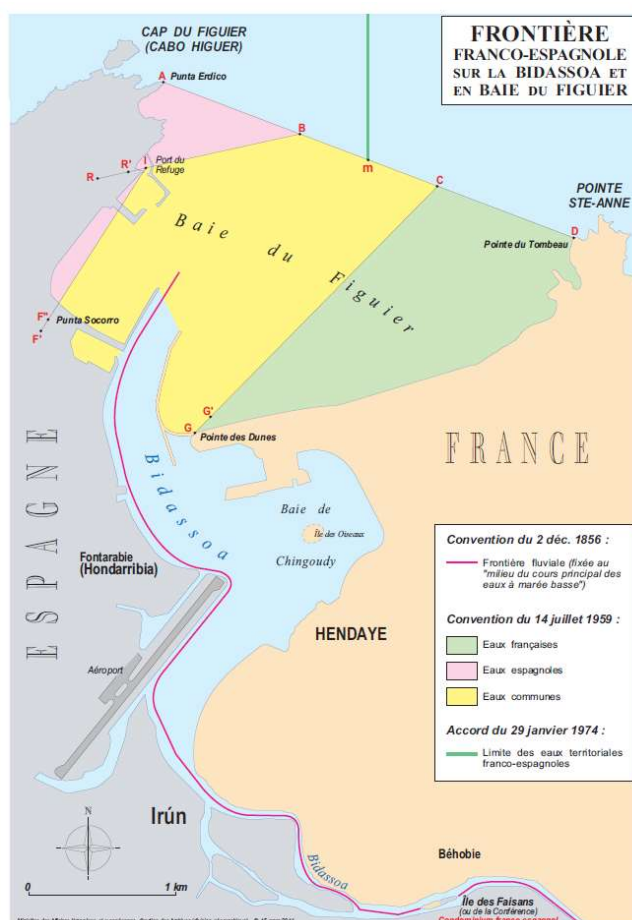 FRONTIÈRE
FRANCO-ESPAGNOLE
SUR LA BIDASSOA ET
EN BAIE DU FIGUIER
CAP DU FIGUIER
(CABO HIGUER)
A
Punta Erdico
B
m
C
D
POINTE
STE-ANNE
Pointe du Tombeau
R
R'
I
Port du
Refuge
Baie du Figuier
F"
F'
Punta Socorro
G'
G
Pointe des Dunes
ESPAGNE
FRANCE
Bidassoa
Baie de
Île des Oiseaux
Chingoudy
Fontarabie
(Hondarribia)
HENDAYE
Aéroport
Irún
Convention du 2 déc. 1856 :
Frontière fluviale (fixée au
"milieu du cours principal des
eaux à marée basse")
Convention du 14 juillet 1959 :
Eaux françaises
Eaux espagnoles
Eaux communes
Accord du 29 janvier 1974 :
Limite des eaux territoriales
franco-espagnoles
N
0 1 km
Bidassoa
Béhobie
Île des Faisans
(ou de la Conférence)
Condominium franco-espagnol